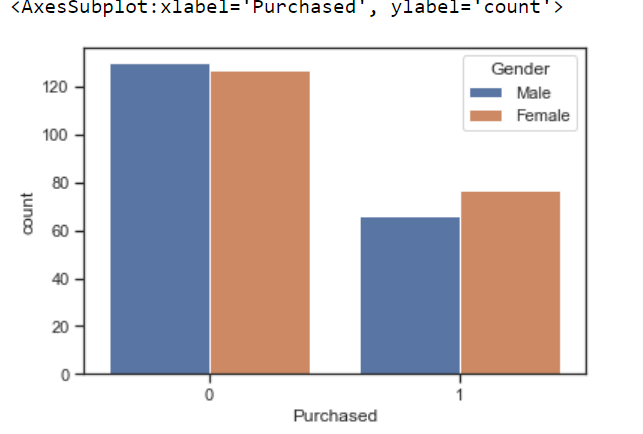 <AxesSubplot:xlabel='Purchased', ylabel='count'>
Gender
Male
Female
120
100
80
60
40
20
0
count
0 1
Purchased